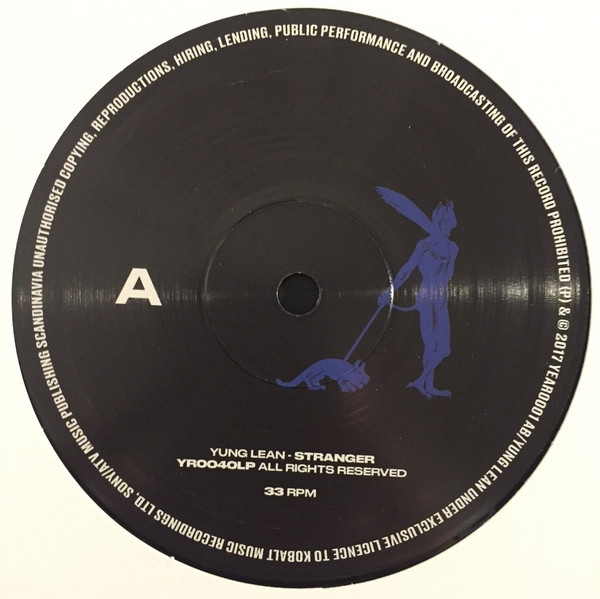 SONY/ATV MUSIC PUBLISHING SCANDINAVIA UNAUTHORISED COPYING, REPRODUCTIONS, HIRING, LENDING, PUBLIC PERFORMANCE AND BROADCASTING OF THIS RECORD PROHIBITED (P) & © 2017 YEAR0001 AB/YUNG LEAN UNDER EXCLUSIVE LICENCE TO KOBALT MUSIC RECORDINGS LTD.
A
YUNG LEAN - STRANGER
YR0040LP ALL RIGHTS RESERVED
33 RPM